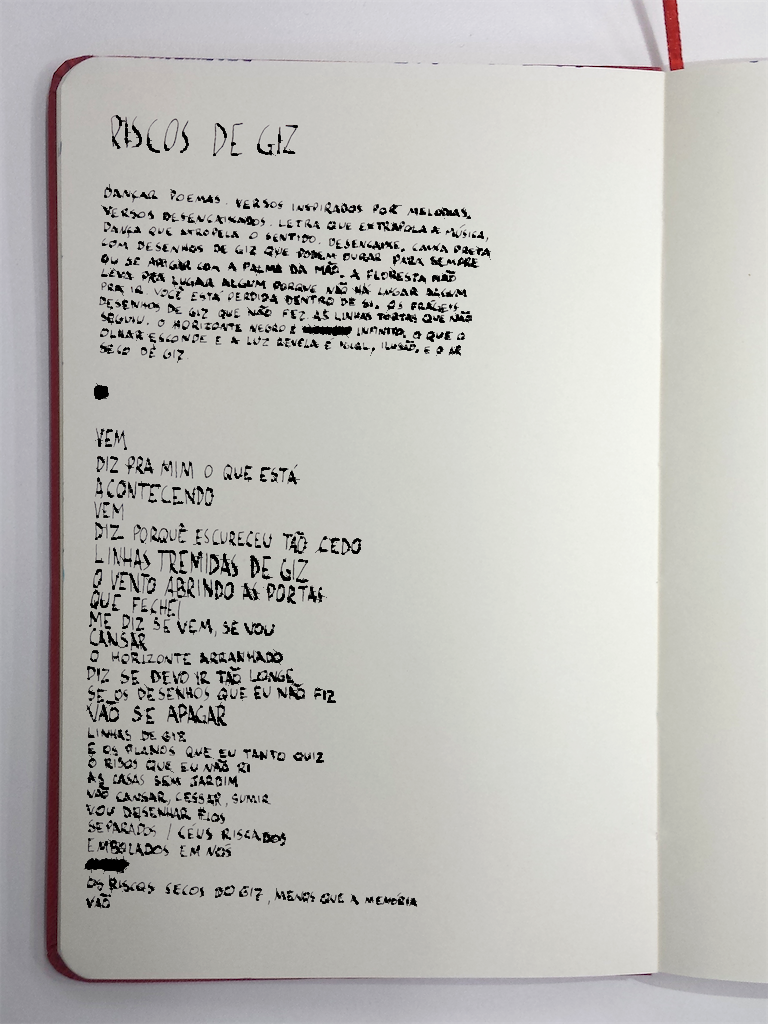 RISCOS DE GIZ
DANÇAR POEMAS. VERSOS INSPIRADOS POR MELODIAS.
VERSOS DESENCAIXADOS. LETRA QUE EXTRAPOLA A MÚSICA,
DANÇA QUE ATROPELA O SENTIDO. DESENCAIXE, CAIXA PRETA
COM DESENHOS DE GIZ QUE PODEM DURAR PARA SEMPRE
OU SE APAGAR COM A PALMA DA MÃO. A FLORESTA NÃO
LEVA PRA LUGAR ALGUM PORQUE NÃO HÁ LUGAR ALGUM
PRA IR. VOCÊ ESTÁ PERDIDA DENTRO DE SI. OS FRÁGEIS
DESENHOS DE GIZ QUE NÃO FEZ AS LINHAS TORTAS QUE NÃO
SEGUIU. O HORIZONTE NEGRO É INFINITO. O QUE O
OLHAR ESCONDE E A LUZ REVELA É IGUAL, ILUSÃO. E O AR
SECO DE GIZ
VEM
DIZ PRA MIM O QUE ESTÁ
ACONTECENDO
VEM
DIZ PORQUÊ ESCURECEU TÃO CEDO
LINHAS TREMIDAS DE GIZ
O VENTO ABRINDO AS PORTAS
QUE FECHEI
ME DIZ SE VEM, SE VOU
CANSAR
O HORIZONTE ARRANHADO
DIZ SE DEVO IR TÃO LONGE
SE OS DESENHOS QUE EU NÃO FIZ
VÃO SE APAGAR
LINHAS DE GIZ
E OS PLANOS QUE EU TANTO QUIZ
O RISOS QUE EU NÃO RI
AS CASAS SEM JARDIM
VÃO CANSAR, CESSAR, SUMIR
VOU DESENHAR FIOS
SEPARADOS / CÉUS RISCADOS
EMBOLADOS EM NÓS
OS RISCOS SECOS DO GIZ, MENOS QUE A MEMÓRIA
VÃO